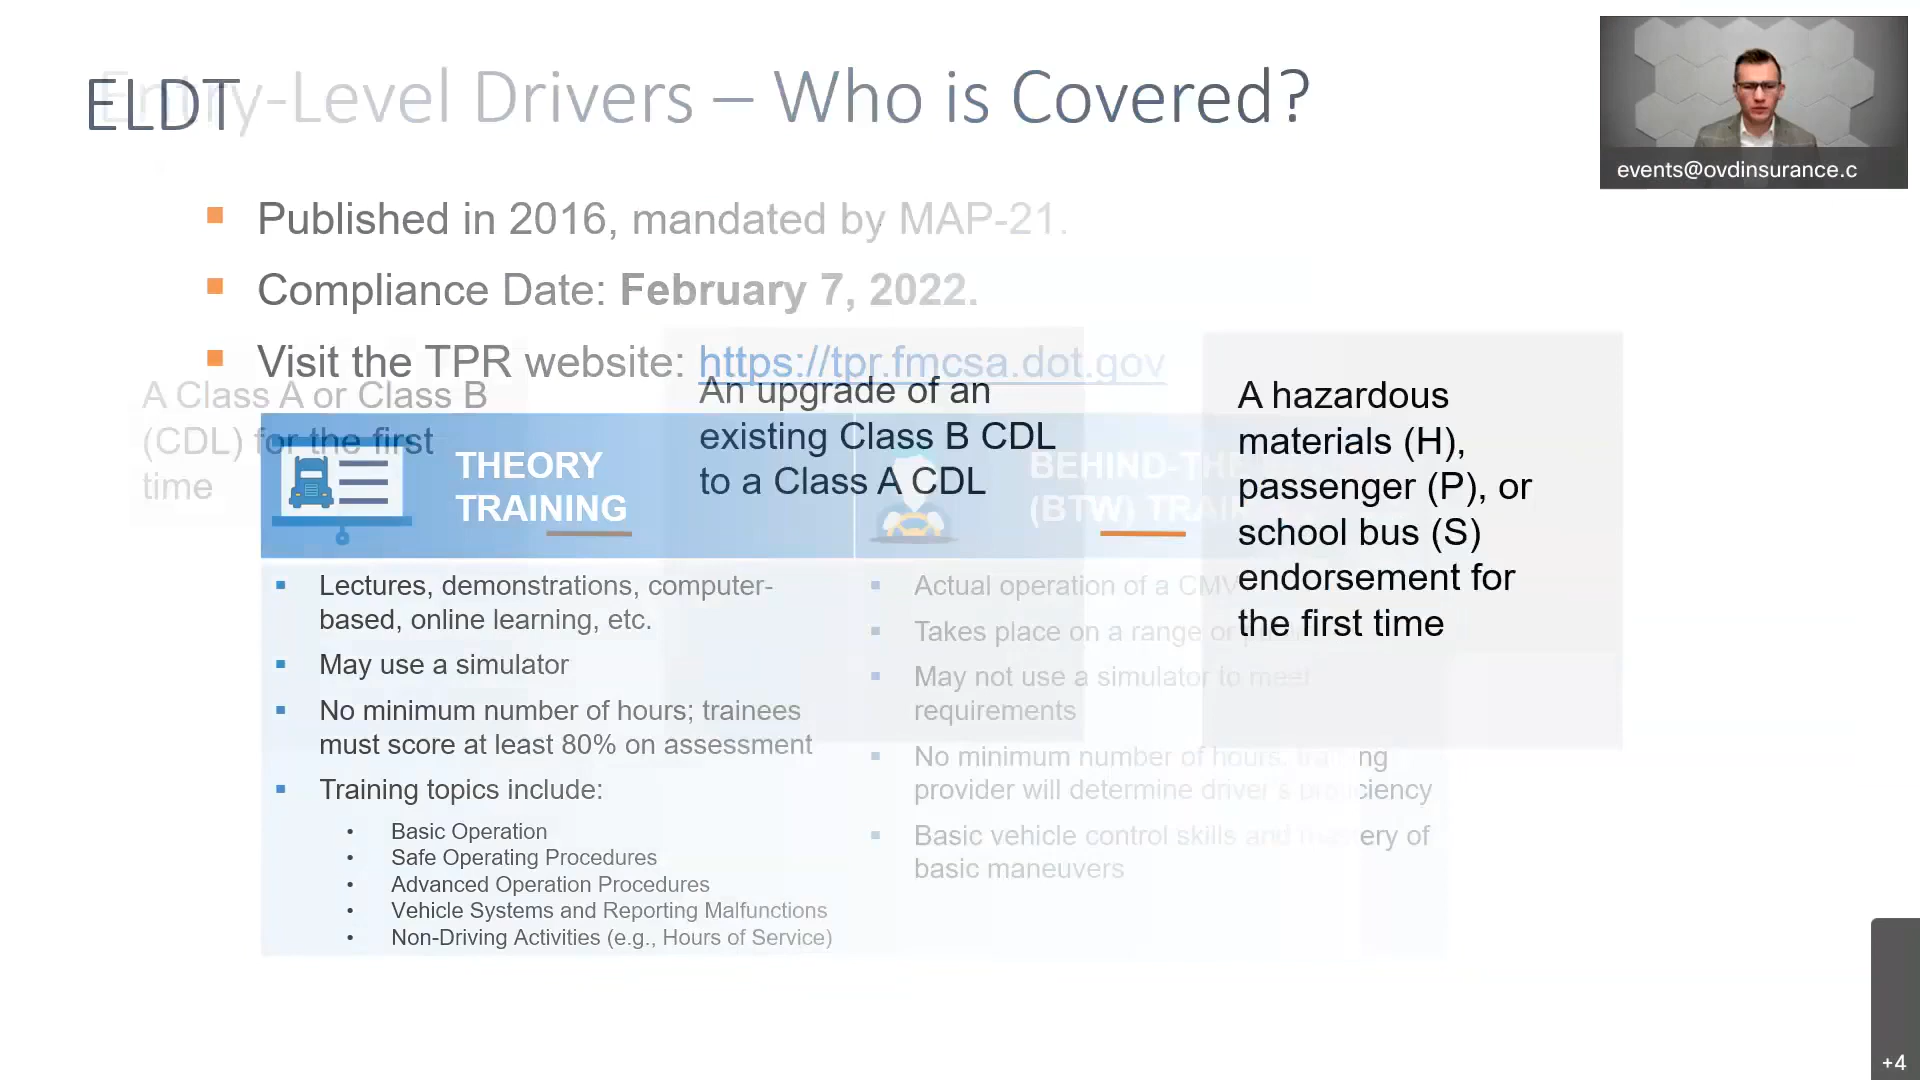 Entry-Level Drivers – Who is Covered?
ELDT
Published in 2016, mandated by MAP-21.
Compliance Date: February 7, 2022.
Visit the TPR website: https://tpr.fmcsa.dot.gov
A Class A or Class B
(CDL) for the first
time
An upgrade of an
existing Class B CDL
to a Class A CDL
A hazardous
materials (H),
passenger (P), or
school bus (S)
endorsement for
the first time
THEORY
TRAINING
BEHIND-THE
(BTW)
Lectures, demonstrations, computer-
based, online learning, etc.
May use a simulator
No minimum number of hours; trainees
must score at least 80% on assessment
Training topics include:
• Basic Operation
• Safe Operating Procedures
• Advanced Operation Procedures
• Vehicle Systems and Reporting Malfunctions
• Non-Driving Activities (e.g., Hours of Service)
Actual operation of a CMV
Takes place on a range or
May not use a simulator to meet
requirements
No minimum number of hours, training
provider will determine driver's proficiency
Basic vehicle control skills and mastery of
basic maneuvers
events@ovdinsurance.c
+4